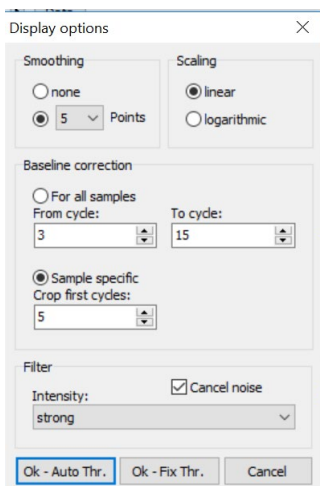 Display options
Smoothing
none
5 Points
Scaling
linear
logarithmic
Baseline correction
For all samples
From cycle: To cycle:
3 15
Sample specific
Crop first cycles:
5
Filter
Intensity: Cancel noise
strong
Ok - Auto Thr. Ok - Fix Thr. Cancel